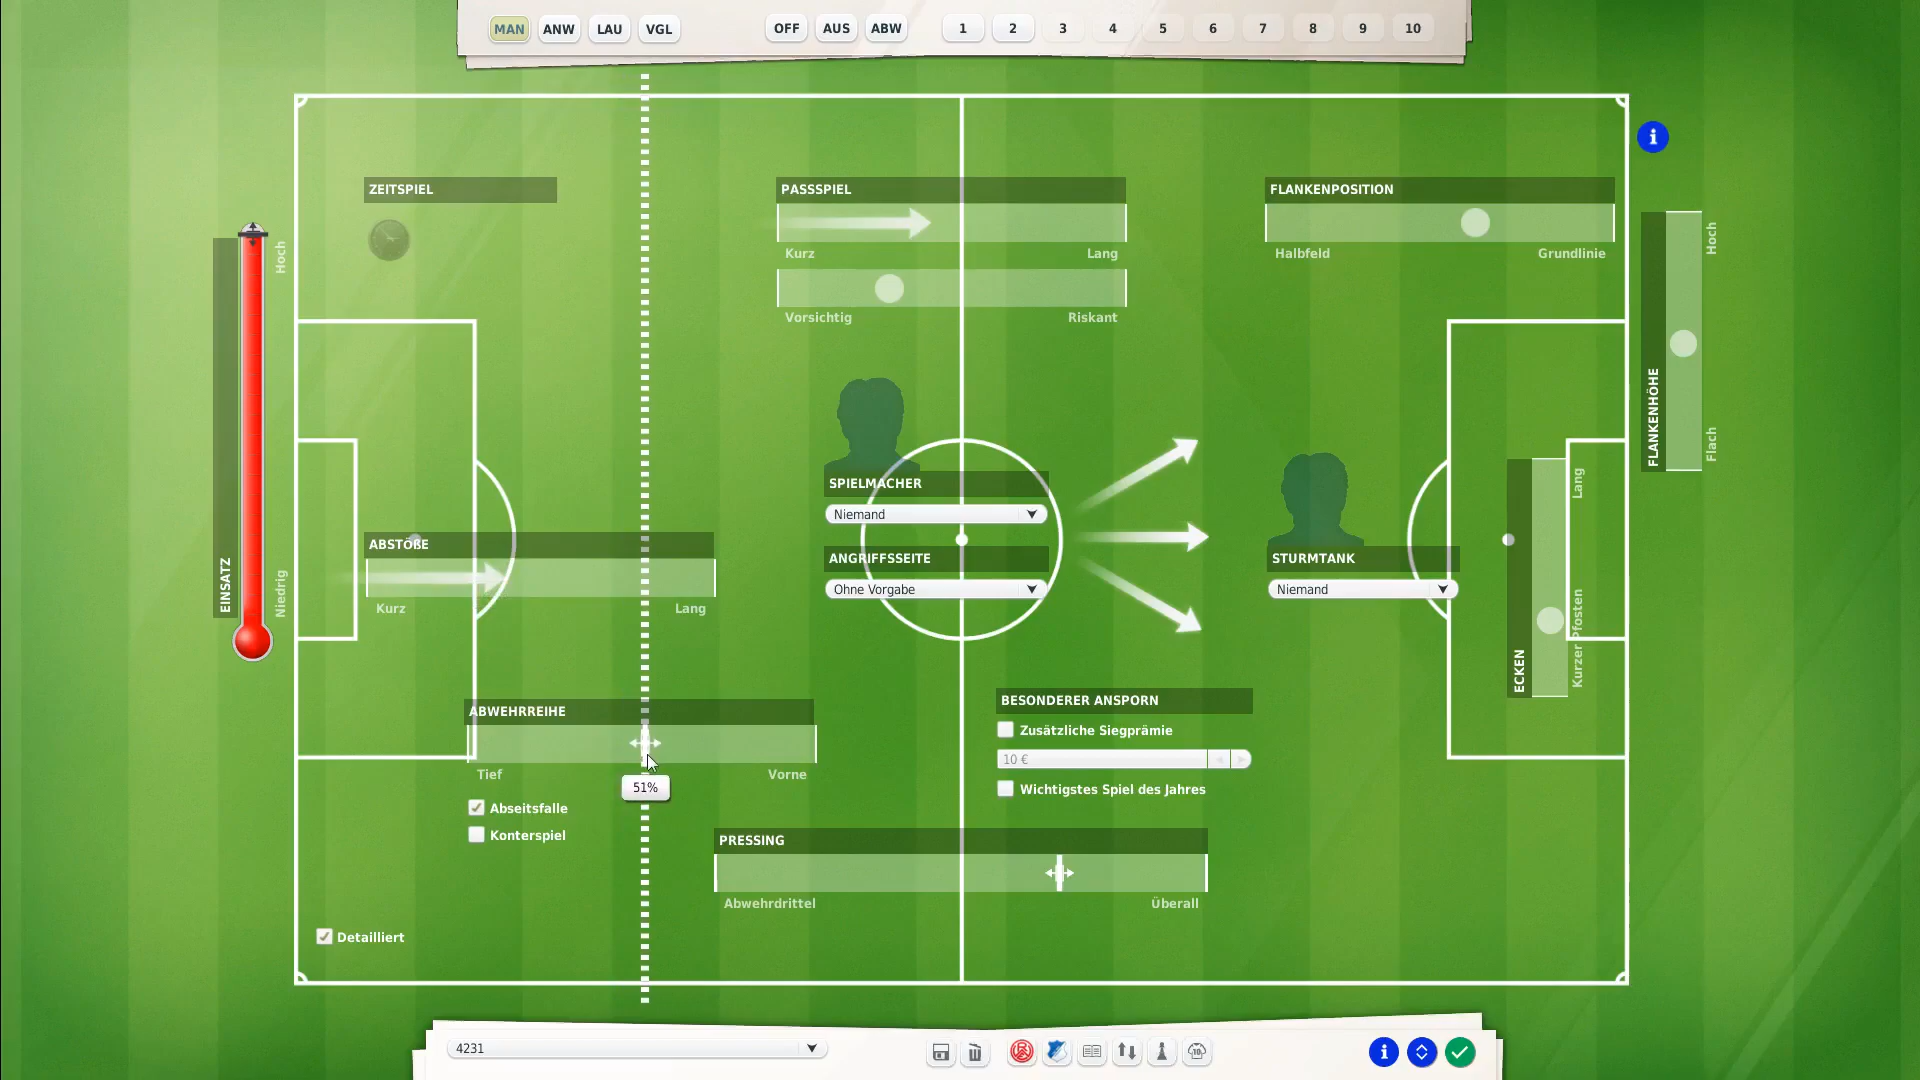 MAN ANW LAU VGL OFF AUS ABW 1 2 3 4 5 6 7 8 9 10
ZEITSPIEL
PASSSPIEL
Kurz Lang
Vorsichtig Riskant
FLANKENPOSITION
Halbfeld Grundlinie
FLANKENHÖHE
Hoch
Flach
EINSATZ
Hoch
Niedrig
SPIELMACHER
Niemand
ANGRIFFSSEITE
Ohne Vorgabe
STURMTANK
Niemand
ECKEN
Lang
Kurzer Pfosten
ABSTÖßE
Kurz Lang
ABWEHRREIHE
Tief Vorne
51%
Abseitsfalle
Konterspiel
BESONDERER ANSPORN
Zusätzliche Siegprämie
10 €
Wichtigstes Spiel des Jahres
PRESSING
Abwehrdrittel Überall
Detailliert
4231
10